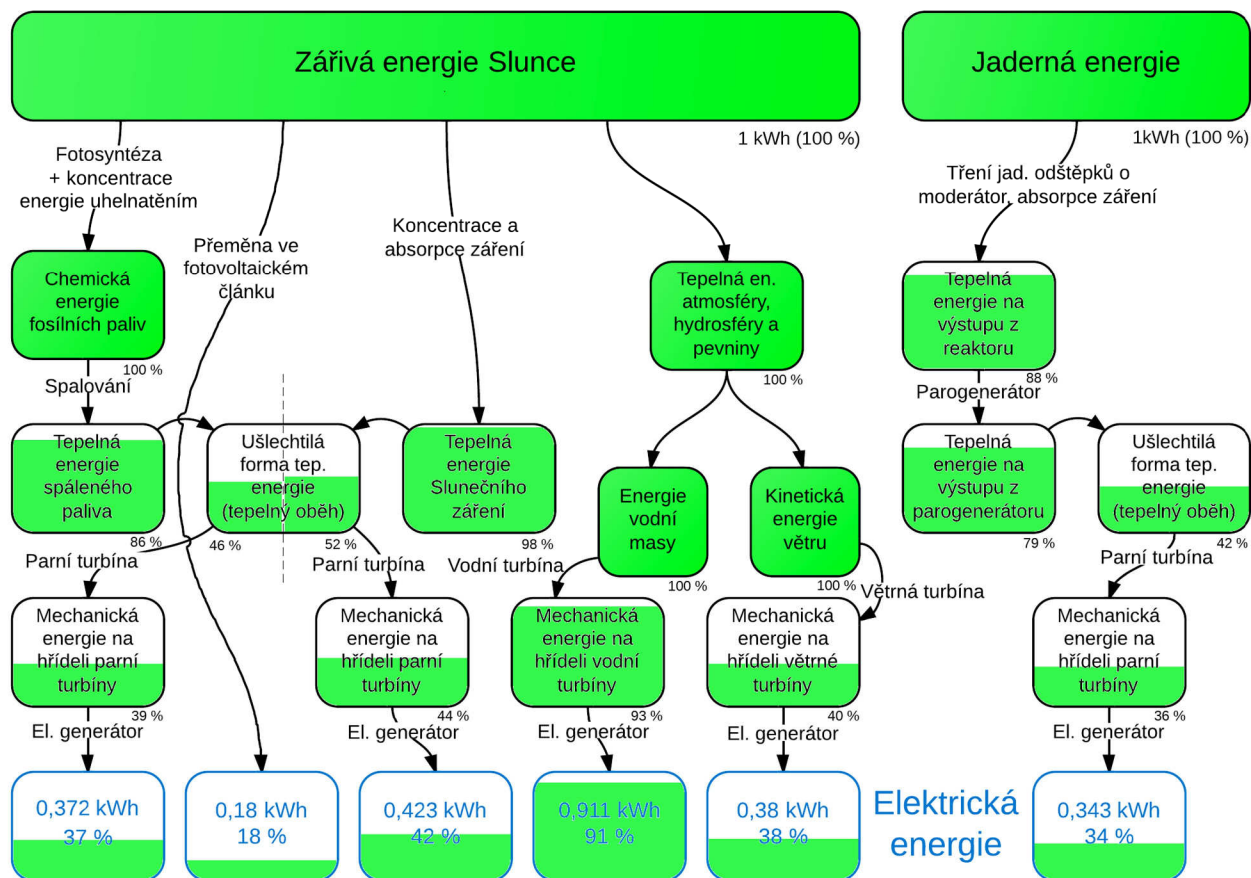 Zářivá energie Slunce
1 kWh (100 %)
Jaderná energie
1kWh (100 %)
Fotosyntéza
+ koncentrace
energie uhelnatěním
Přeměna ve
fotovoltaickém
článku
Koncentrace a
absorpce záření
Tření jad. odštěpků o
moderátor, absorpce záření
Chemická
energie
fosílních paliv
100 %
Tepelná en.
atmosféry,
hydrosféry a
pevniny
100 %
Tepelná
energie na
výstupu z
reaktoru
88 %
Spalování
Parogenerátor
Tepelná
energie
spáleného
paliva
86 %
Ušlechtilá
forma tep.
energie
(tepelný oběh)
46 %
52 %
Tepelná
energie
Slunečního
záření
98 %
Energie
vodní
masy
100 %
Kinetická
energie
větru
100 %
Tepelná
energie na
výstupu z
parogenerátoru
79 %
Ušlechtilá
forma tep.
energie
(tepelný oběh)
42 %
Parní turbína
Parní turbína
Vodní turbína
Větrná turbína
Parní turbína
Mechanická
energie na
hřídeli parní
turbíny
39 %
Mechanická
energie na
hřídeli parní
turbíny
44 %
Mechanická
energie na
hřídeli vodní
turbíny
93 %
Mechanická
energie na
hřídeli větrné
turbíny
40 %
Mechanická
energie na
hřídeli parní
turbíny
36 %
El. generátor
El. generátor
El. generátor
El. generátor
El. generátor
0,372 kWh
37 %
0,18 kWh
18 %
0,423 kWh
42 %
0,911 kWh
91 %
0,38 kWh
38 %
Elektrická
energie
0,343 kWh
34 %